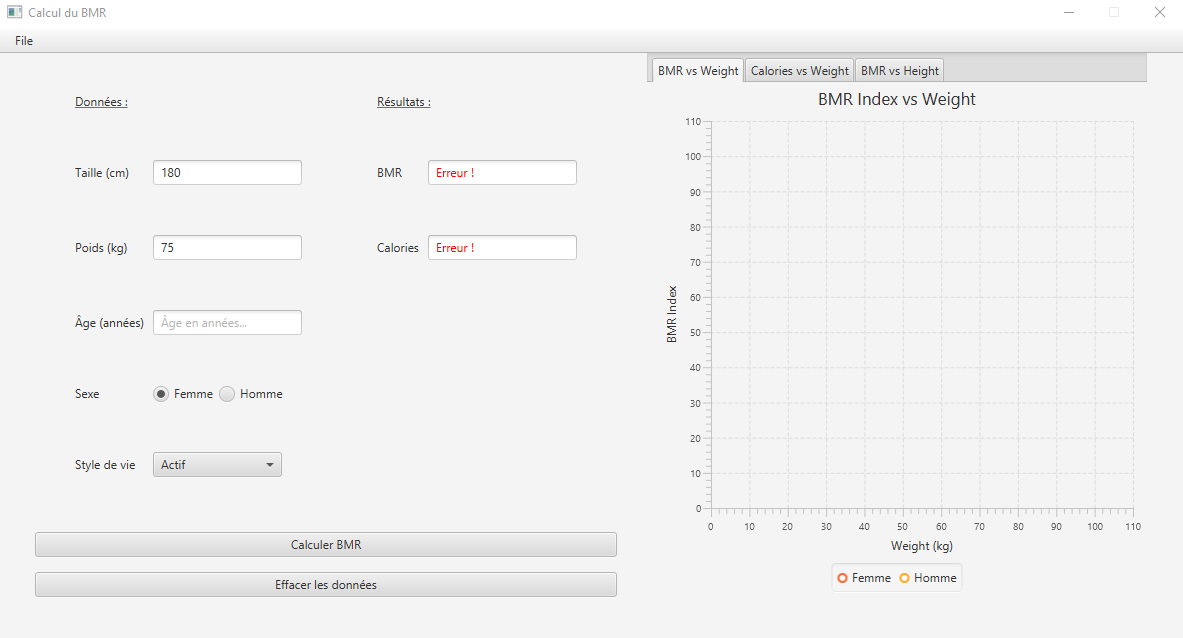 Calcul du BMR
File
Données :
Résultats :
Taille (cm) 180
BMR Erreur !
Poids (kg) 75
Calories Erreur !
Âge (années) Âge en années...
Sexe Femme Homme
Style de vie Actif
Calculer BMR
Effacer les données
BMR vs Weight Calories vs Weight BMR vs Height
BMR Index vs Weight
BMR Index
110
100
90
80
70
60
50
40
30
20
10
0
0 10 20 30 40 50 60 70 80 90 100 110
Weight (kg)
Femme Homme